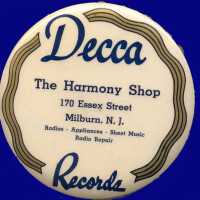 Decca
The Harmony Shop
170 Essex Street
Milburn, N. J.
Radios - Appliances - Sheet Music
Radio Repair
Records